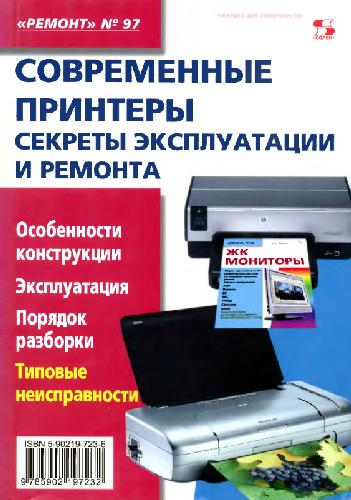 «РЕМОНТ» № 97
СОВРЕМЕННЫЕ
ПРИНТЕРЫ
СЕКРЕТЫ ЭКСПЛУАТАЦИИ
И РЕМОНТА
Особенности
конструкции
Эксплуатация
Порядок
разборки
Типовые
неисправности
ЖК
МОНИТОРЫ
ISBN 5-90219-723-6
9785902197232